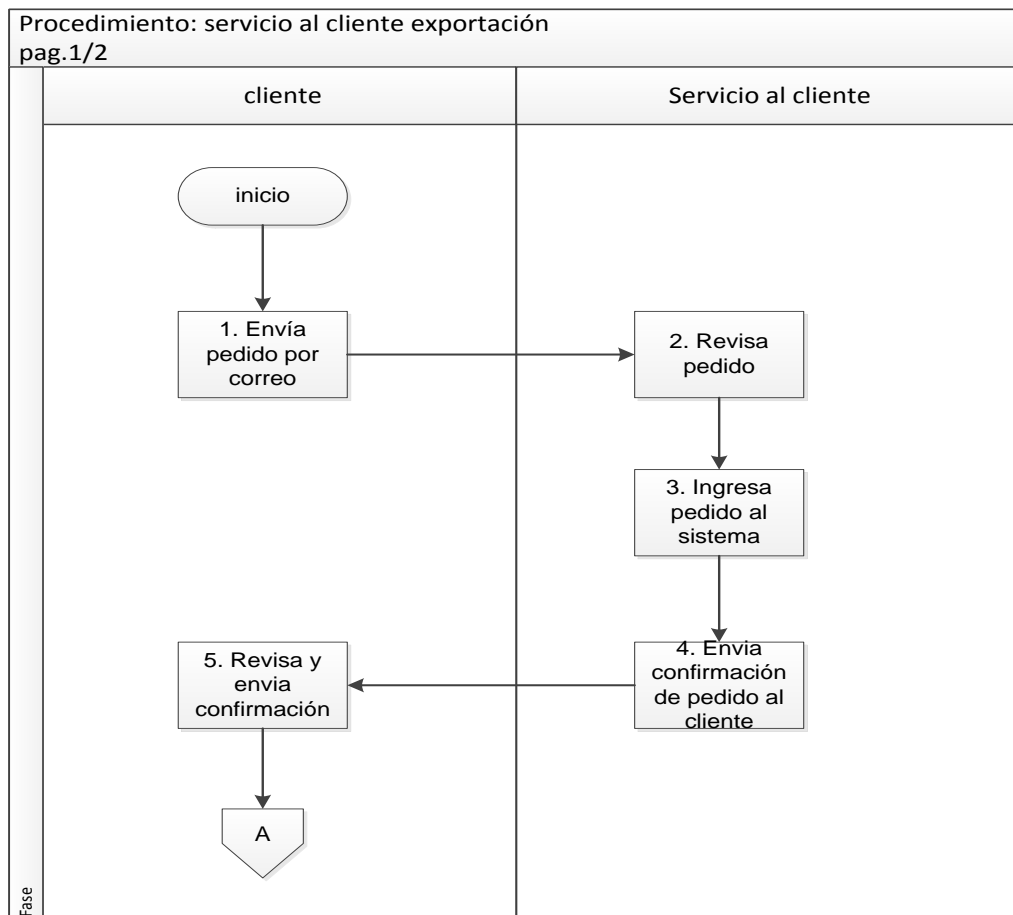 Procedimiento: servicio al cliente exportación
pag.1/2
cliente
Servicio al cliente
inicio
1. Envía
pedido por
correo
2. Revisa
pedido
3. Ingresa
pedido al
sistema
4. Envia
confirmación
de pedido al
cliente
5. Revisa y
envia
confirmación
A
Fase